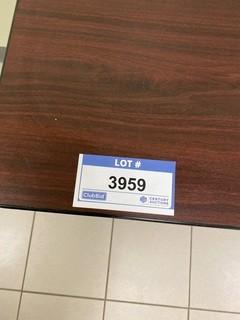 LOT #
3959
ClubBid
CENTURY
AUCTIONS